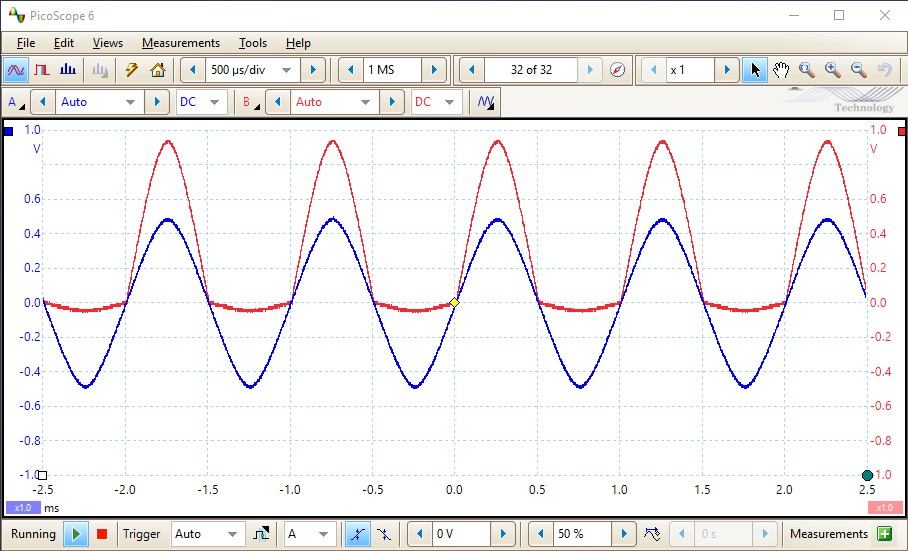 PicoScope 6
File Edit Views Measurements Tools Help
500 µs/div 1 MS 32 of 32 x 1
A Auto DC B Auto DC
Technology
1.0 1.0
V V
0.6 0.6
0.4 0.4
0.2 0.2
0.0 0.0
-0.2 -0.2
-0.4 -0.4
-0.6 -0.6
-0.8 -0.8
-1.0 -1.0
-2.5 -2.0 -1.5 -1.0 -0.5 0.0 0.5 1.0 1.5 2.0 2.5
x1.0 ms x1.0
Running Trigger Auto A 0 V 50 % 0 s Measurements